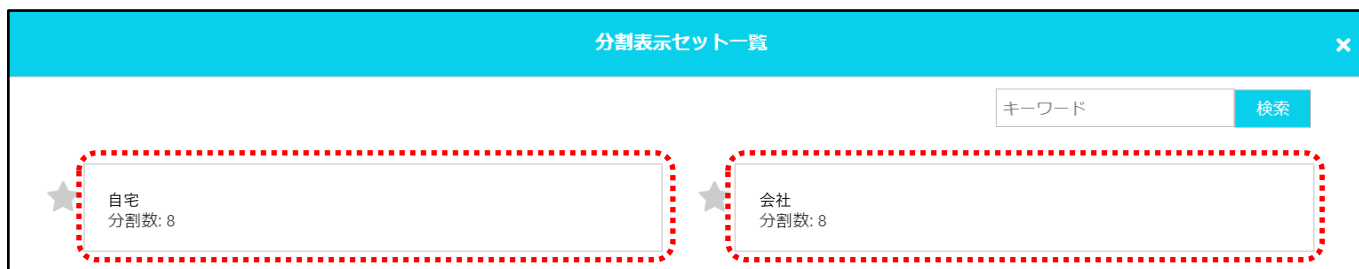 分割表示セット一覧
キーワード
検索
自宅
分割数: 8
会社
分割数: 8